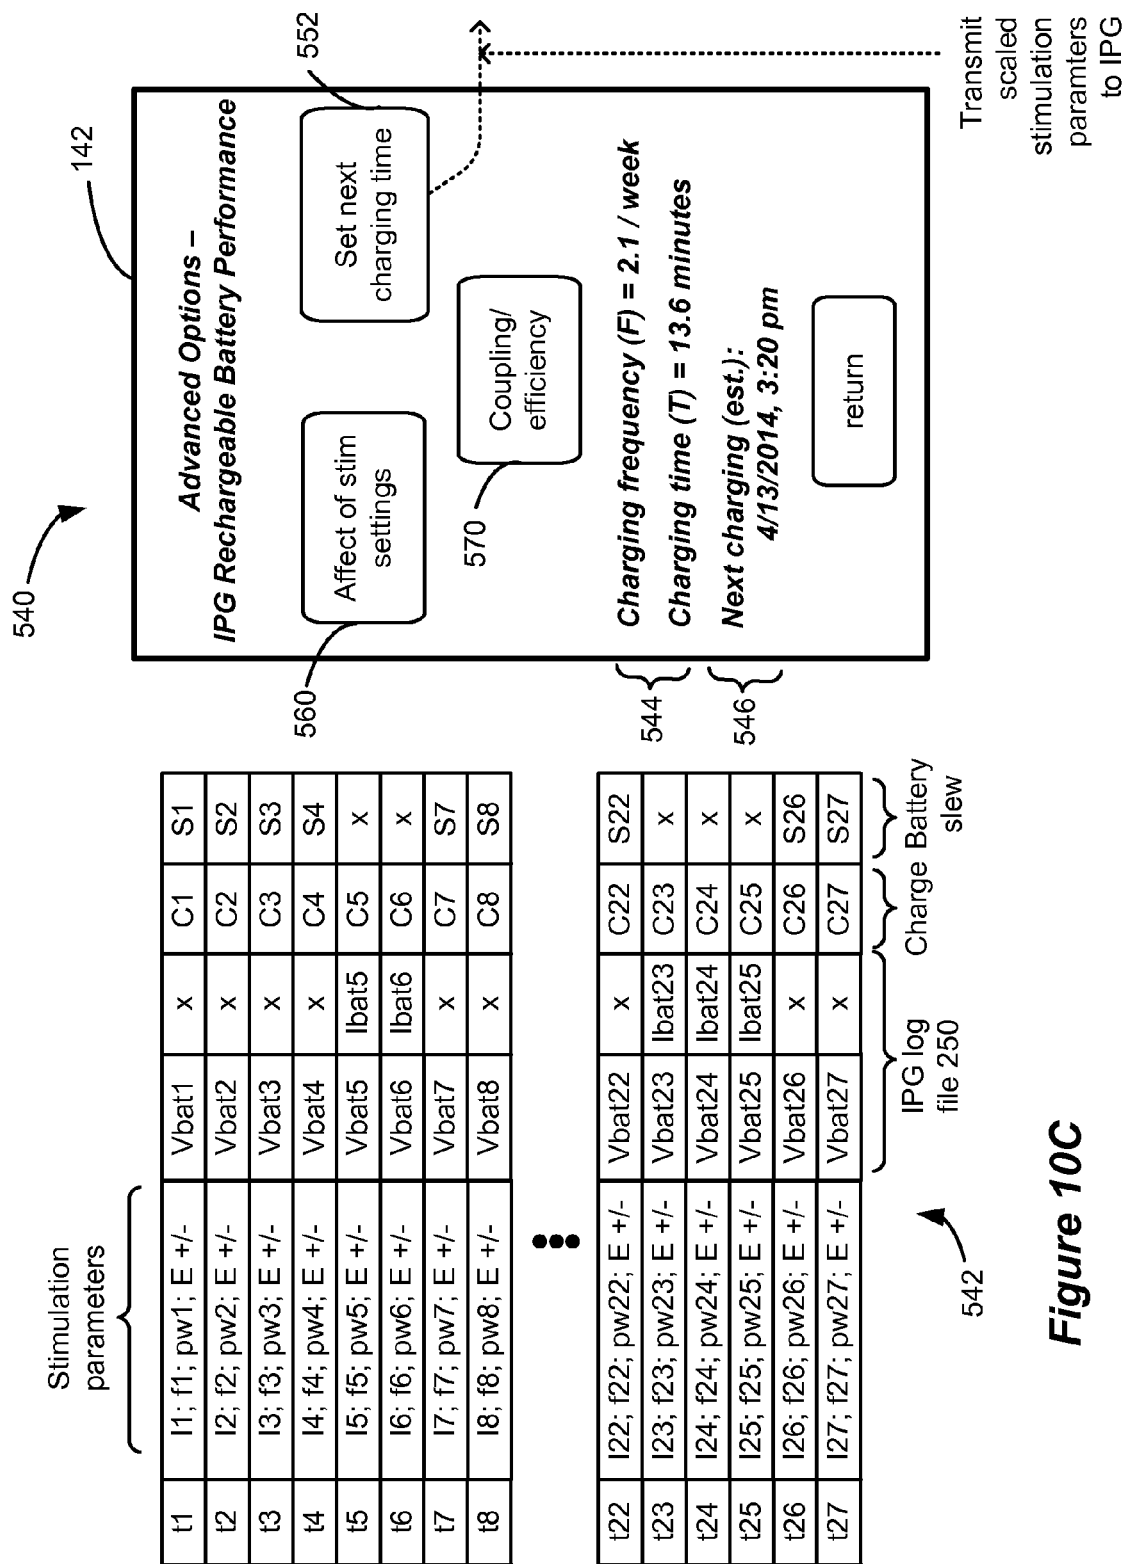 540
142
Advanced Options –
IPG Rechargeable Battery Performance
552
Set next
charging time
Affect of stim
settings
560
Coupling/
efficiency
570
Charging frequency (F) = 2.1 / week
Charging time (T) = 13.6 minutes
544
Next charging (est.):
4/13/2014, 3:20 pm
546
return
Transmit
scaled
stimulation
paramters
to IPG
Stimulation
parameters
t1 I1; f1; pw1; E +/- Vbat1 x C1 S1
t2 I2; f2; pw2; E +/- Vbat2 x C2 S2
t3 I3; f3; pw3; E +/- Vbat3 x C3 S3
t4 I4; f4; pw4; E +/- Vbat4 x C4 S4
t5 I5; f5; pw5; E +/- Vbat5 Ibat5 C5 x
t6 I6; f6; pw6; E +/- Vbat6 Ibat6 C6 x
t7 I7; f7; pw7; E +/- Vbat7 x C7 S7
t8 I8; f8; pw8; E +/- Vbat8 x C8 S8
t22 I22; f22; pw22; E +/- Vbat22 x C22 S22
t23 I23; f23; pw23; E +/- Vbat23 Ibat23 C23 x
t24 I24; f24; pw24; E +/- Vbat24 Ibat24 C24 x
t25 I25; f25; pw25; E +/- Vbat25 Ibat25 C25 x
t26 I26; f26; pw26; E +/- Vbat26 x C26 S26
t27 I27; f27; pw27; E +/- Vbat27 x C27 S27
IPG log
file 250
Charge
Battery
slew
542
Figure 10C